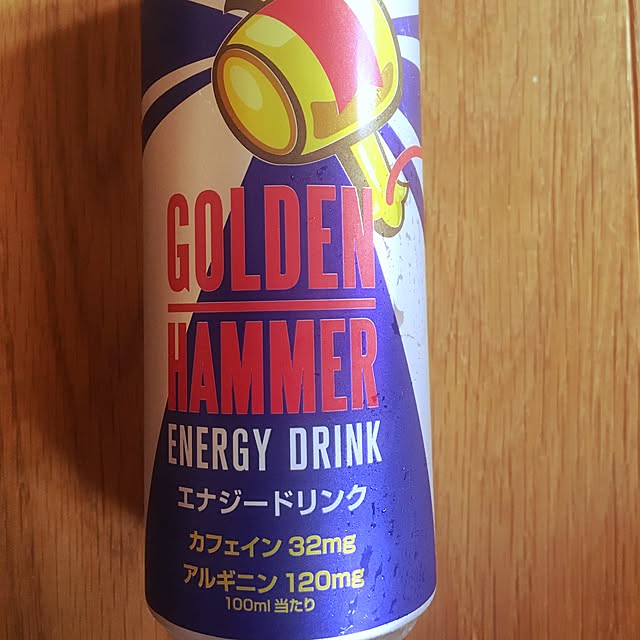 GOLDEN
HAMMER
ENERGY DRINK
エナジードリンク
カフェイン 32mg
アルギニン 120mg
100ml 当たり